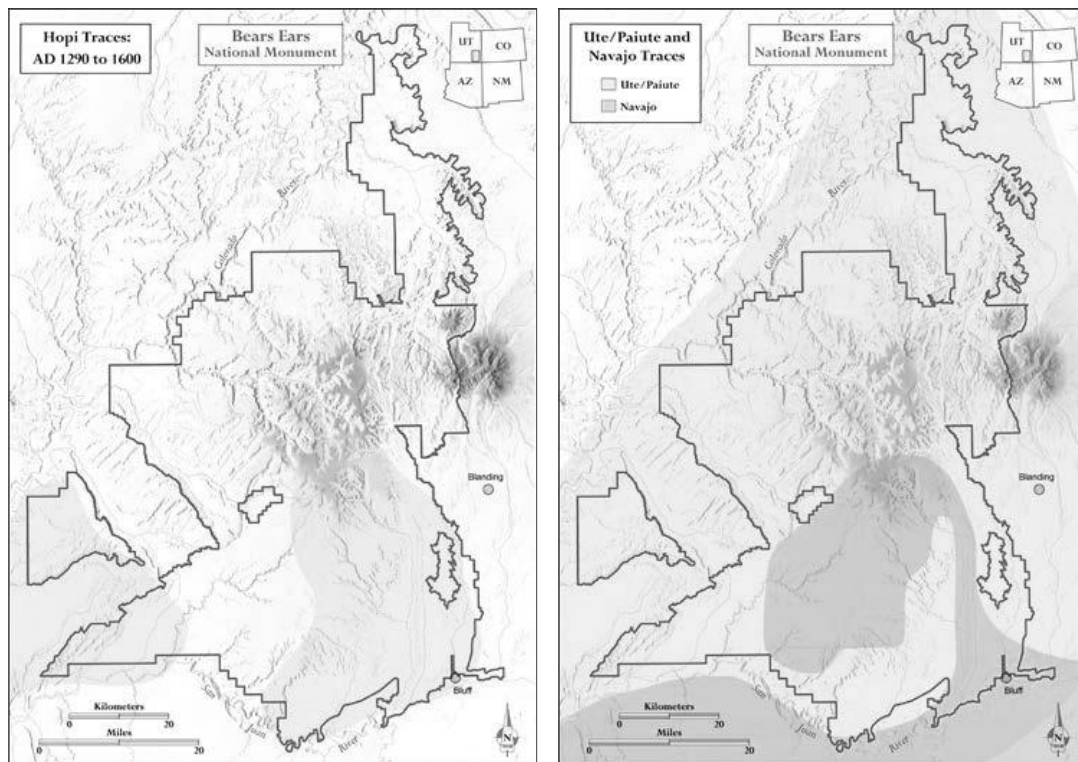 Hopi Traces:
AD 1290 to 1600
Bears Ears
National Monument
UT
CO
AZ
NM
River
Colorado
Blanding
Bluff
San
Juan
River
Kilometers
0
20
Miles
0
20
N
Ute/Paiute and
Navajo Traces
Ute/Paiute
Navajo
Bears Ears
National Monument
UT
CO
AZ
NM
River
Colorado
Blanding
Bluff
San
Juan
River
Kilometers
0
20
Miles
0
20
N